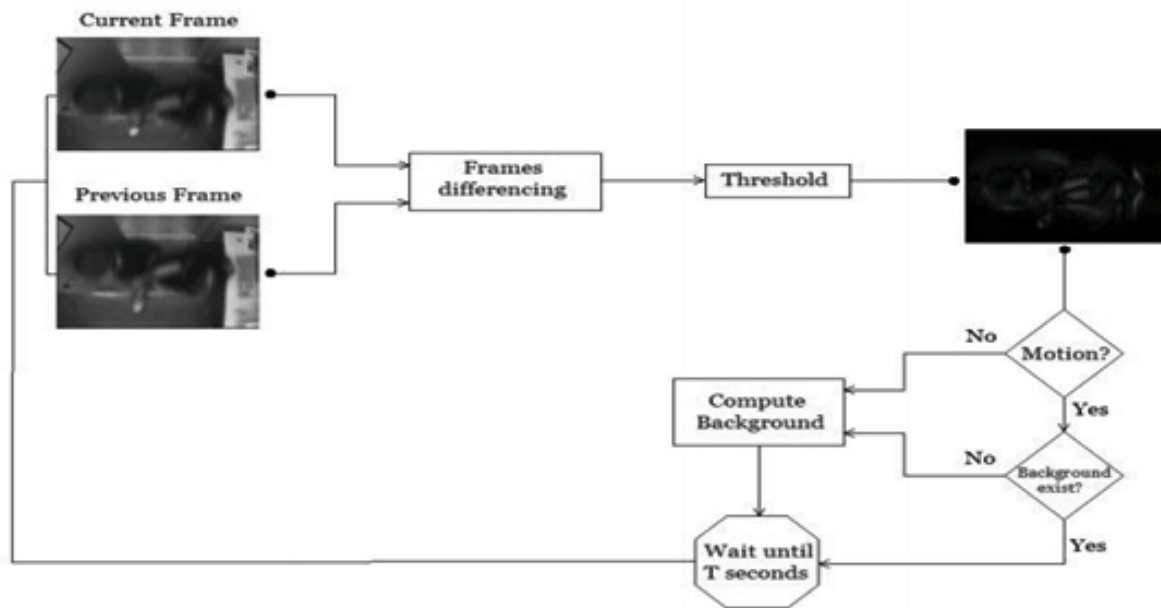 Current Frame
Previous Frame
Frames
differencing
Threshold
Motion?
No
Yes
Compute
Background
Background
exist?
No
Yes
Wait until
T seconds